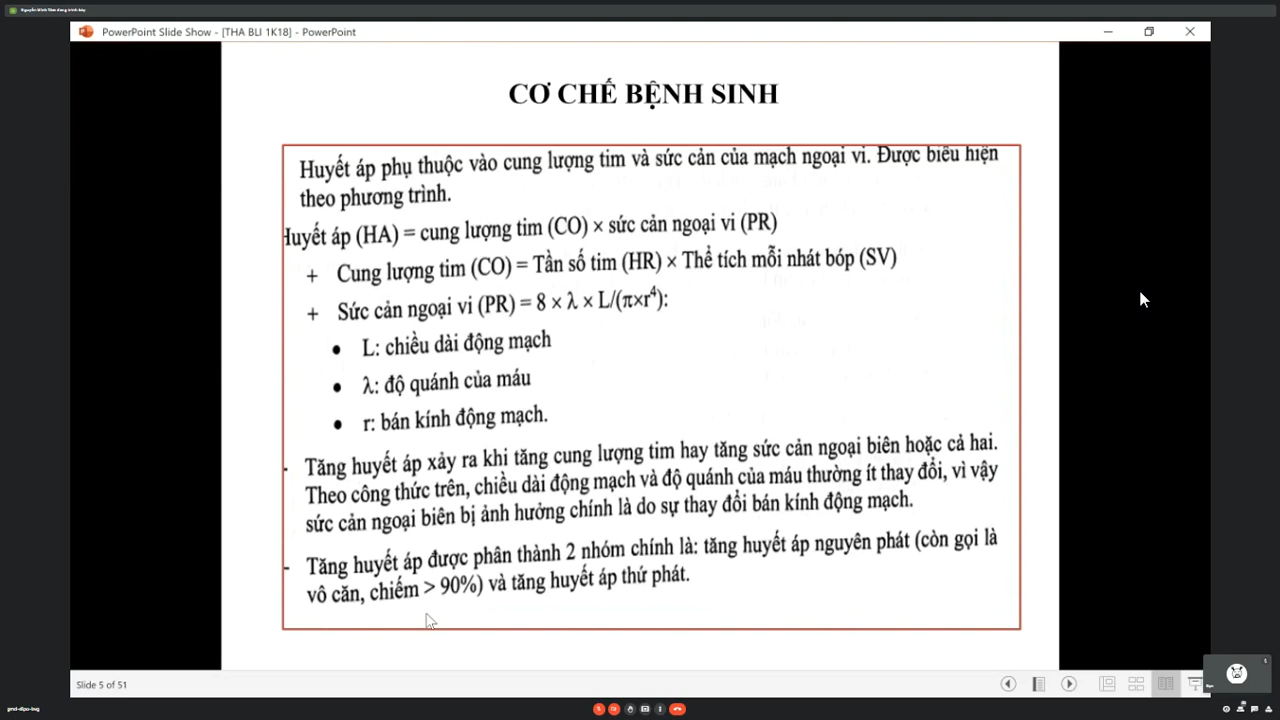 Nguyễn Đình Toàn đang trình bày
PowerPoint Slide Show - [THA BLI 1K18] - PowerPoint
CƠ CHẾ BỆNH SINH
Huyết áp phụ thuộc vào cung lượng tim và sức cản của mạch ngoại vi. Được biểu hiện
theo phương trình.
Huyết áp (HA) = cung lượng tim (CO) × sức cản ngoại vi (PR)
+ Cung lượng tim (CO) = Tần số tim (HR) × Thể tích mỗi nhát bóp (SV)
+ Sức cản ngoại vi (PR) = 8 × λ × L/(π×r⁴):
• L: chiều dài động mạch
• λ: độ quánh của máu
• r: bán kính động mạch.
- Tăng huyết áp xảy ra khi tăng cung lượng tim hay tăng sức cản ngoại biên hoặc cả hai.
Theo công thức trên, chiều dài động mạch và độ quánh của máu thường ít thay đổi, vì vậy
sức cản ngoại biên bị ảnh hưởng chính là do sự thay đổi bán kính động mạch.
- Tăng huyết áp được phân thành 2 nhóm chính là: tăng huyết áp nguyên phát (còn gọi là
vô căn, chiếm > 90%) và tăng huyết áp thứ phát.
Slide 5 of 51